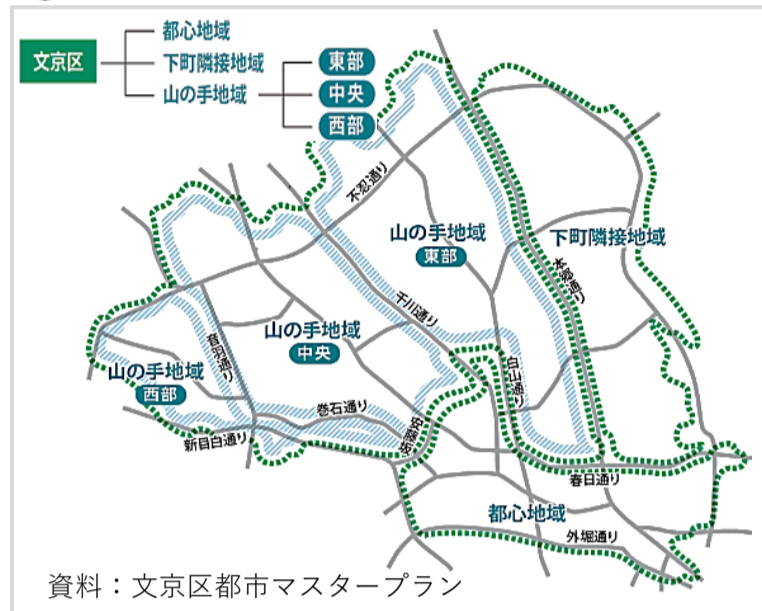 文京区
都心地域
下町隣接地域
山の手地域
東部
中央
西部
不忍通り
山の手地域
東部
下町隣接地域
本郷通り
千川通り
山の手地域
中央
音羽通り
山の手地域
西部
白山通り
巻石通り
安藤坂
新目白通り
春日通り
都心地域
外堀通り
資料：文京区都市マスタープラン